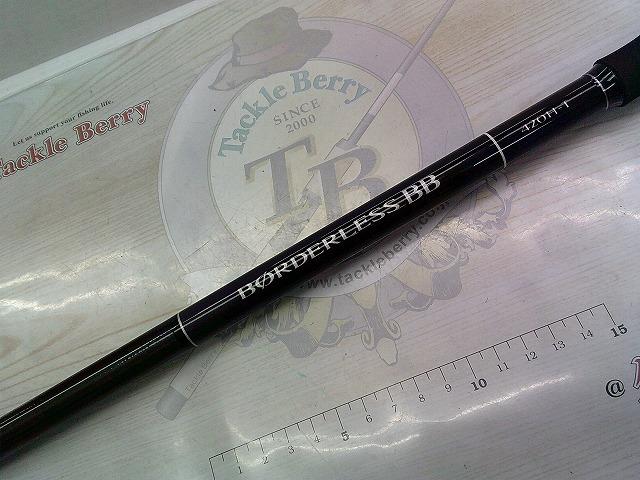 Let us support your fishing life.
Tackle Berry
Tackle Berry
SINCE
2000
TB
BORDERLESS BB
420H-T
www.tackleberry.co.jp
1 2 3 4 5 6 7 8 9 10 11 12 13 14 15
@